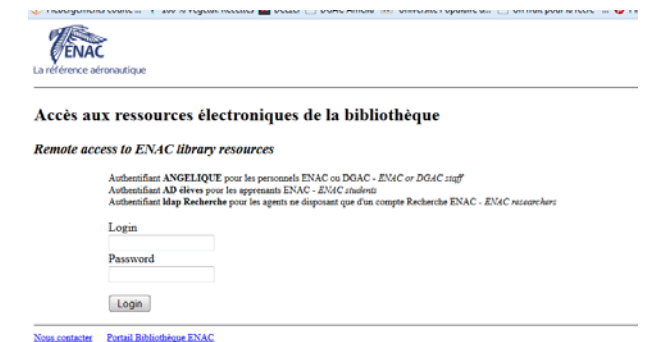 ENAC
La référence aéronautique
Accès aux ressources électroniques de la bibliothèque
Remote access to ENAC library resources
Authentifiant ANGELIQUE pour les personnels ENAC ou DGAC - ENAC or DGAC staff
Authentifiant AD élèves pour les apprenants ENAC - ENAC students
Authentifiant ldap Recherche pour les agents ne disposant que d'un compte Recherche ENAC - ENAC researchers
Login
Password
Login
Nous contacter Portail Bibliothèque ENAC